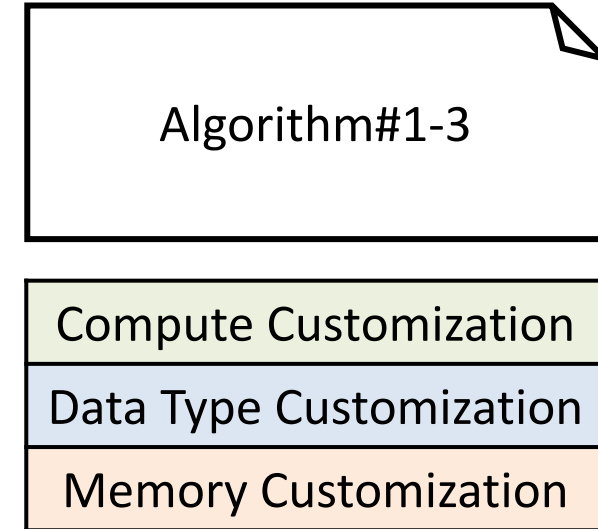 Algorithm#1-3
Compute Customization
Data Type Customization
Memory Customization